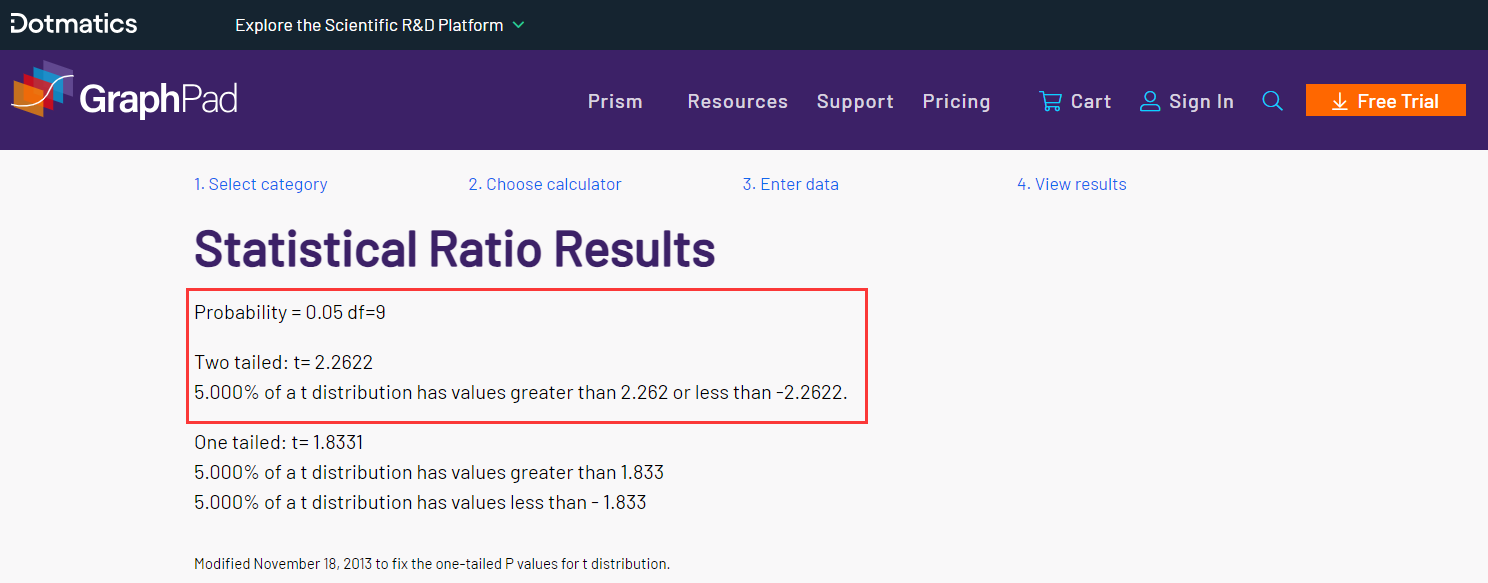 Dotmatics
Explore the Scientific R&D Platform
GraphPad
Prism
Resources
Support
Pricing
Cart
Sign In
Free Trial
1. Select category
2. Choose calculator
3. Enter data
4. View results
Statistical Ratio Results
Probability = 0.05 df=9
Two tailed: t= 2.2622
5.000% of a t distribution has values greater than 2.262 or less than -2.2622.
One tailed: t= 1.8331
5.000% of a t distribution has values greater than 1.833
5.000% of a t distribution has values less than - 1.833
Modified November 18, 2013 to fix the one-tailed P values for t distribution.